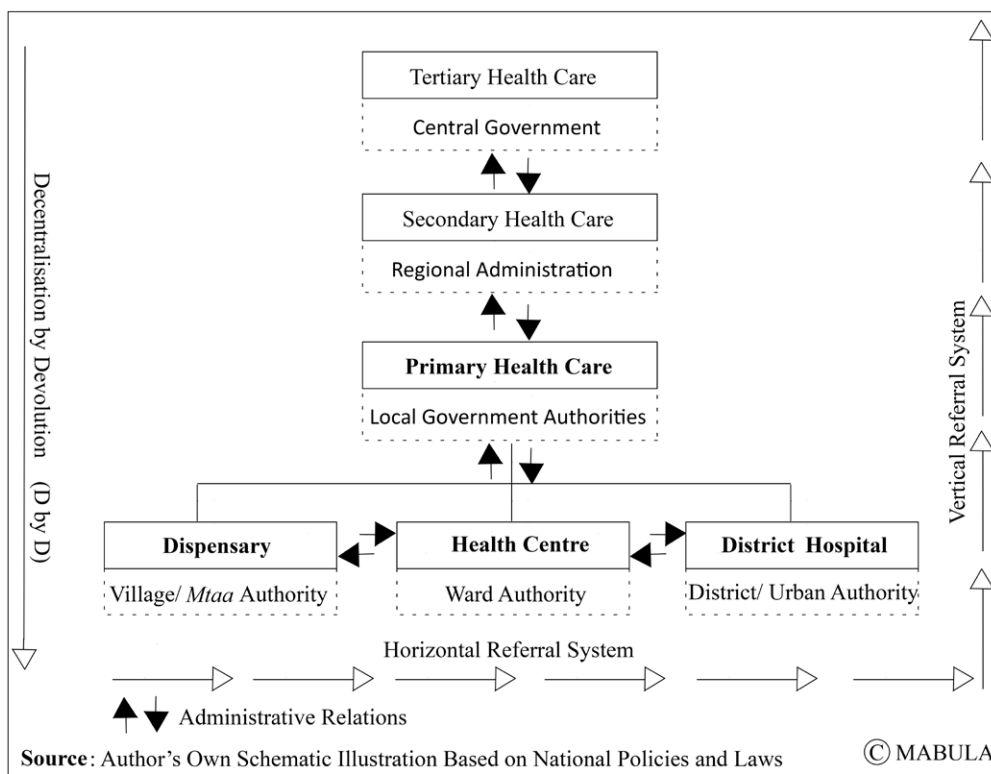 Tertiary Health Care
Central Government
Secondary Health Care
Regional Administration
Primary Health Care
Local Government Authorities
Decentralisation by Devolution (D by D)
Vertical Referral System
Dispensary
Health Centre
District Hospital
Village/ Mtaa Authority
Ward Authority
District/ Urban Authority
Horizontal Referral System
Administrative Relations
Source: Author's Own Schematic Illustration Based on National Policies and Laws
© MABULA